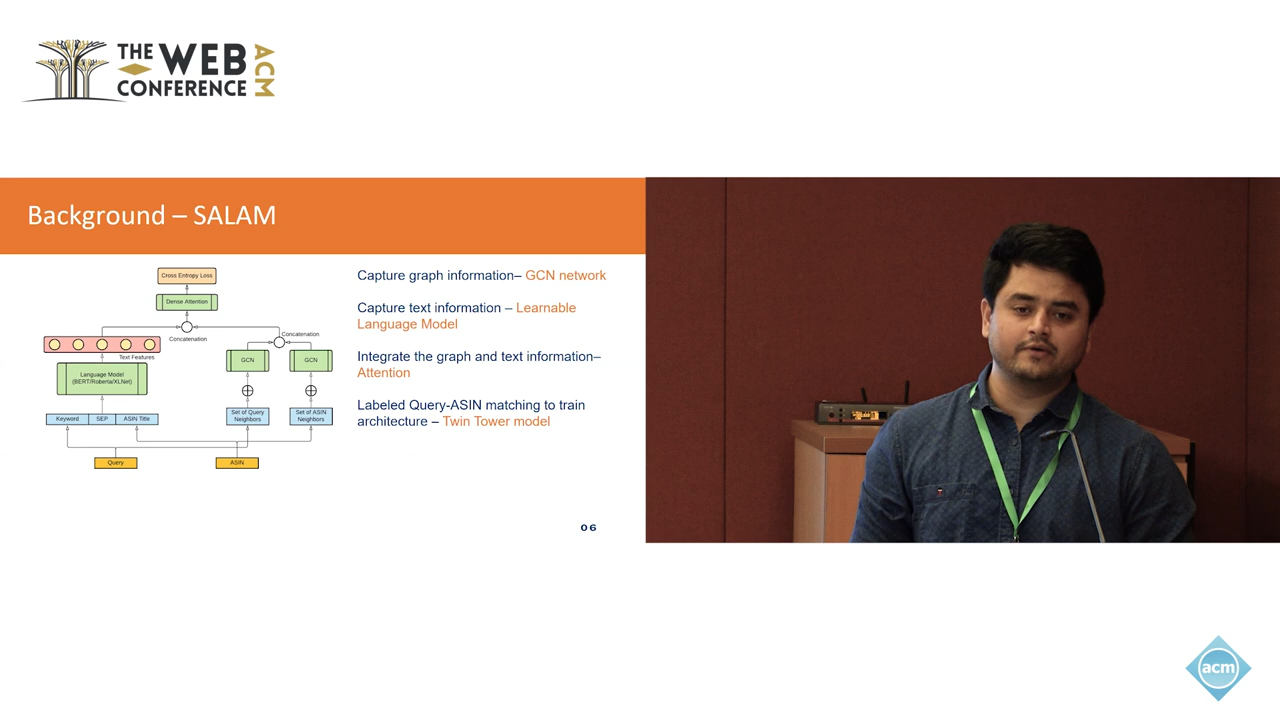 THE WEB
CONFERENCE
ACM
Background – SALAM
Cross Entropy Loss
Dense Attention
Concatenation
Concatenation
Text Features
GCN
GCN
Language Model
(BERT/Roberta/XLNet)
Keyword
SEP
ASIN Title
Set of Query
Neighbors
Set of ASIN
Neighbors
Query
ASIN
Capture graph information– GCN network
Capture text information – Learnable
Language Model
Integrate the graph and text information–
Attention
Labeled Query-ASIN matching to train
architecture – Twin Tower model
06
acm